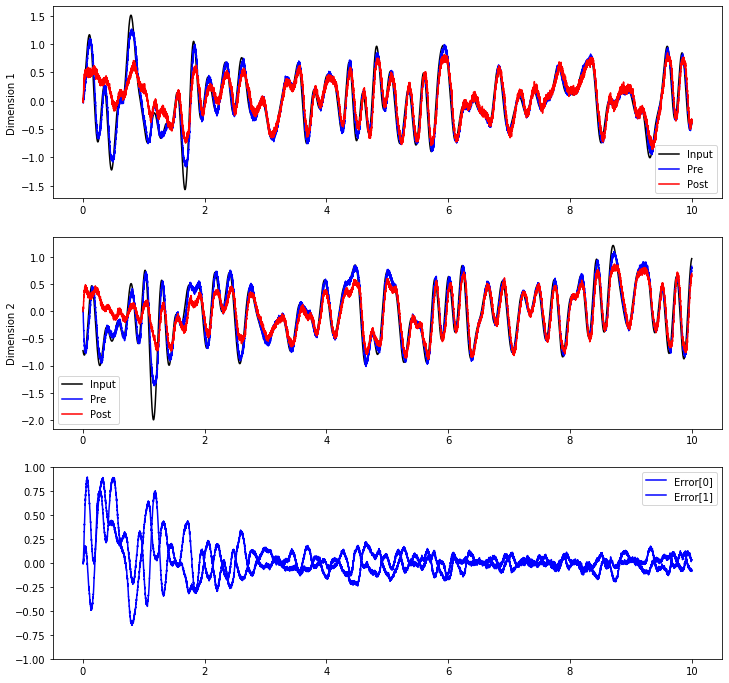 Dimension 1
1.5
1.0
0.5
0.0
−0.5
−1.0
−1.5
Input
Pre
Post
0 2 4 6 8 10
Dimension 2
1.0
0.5
0.0
−0.5
−1.0
−1.5
−2.0
Input
Pre
Post
0 2 4 6 8 10
1.00
0.75
0.50
0.25
0.00
−0.25
−0.50
−0.75
−1.00
Error[0]
Error[1]
0 2 4 6 8 10